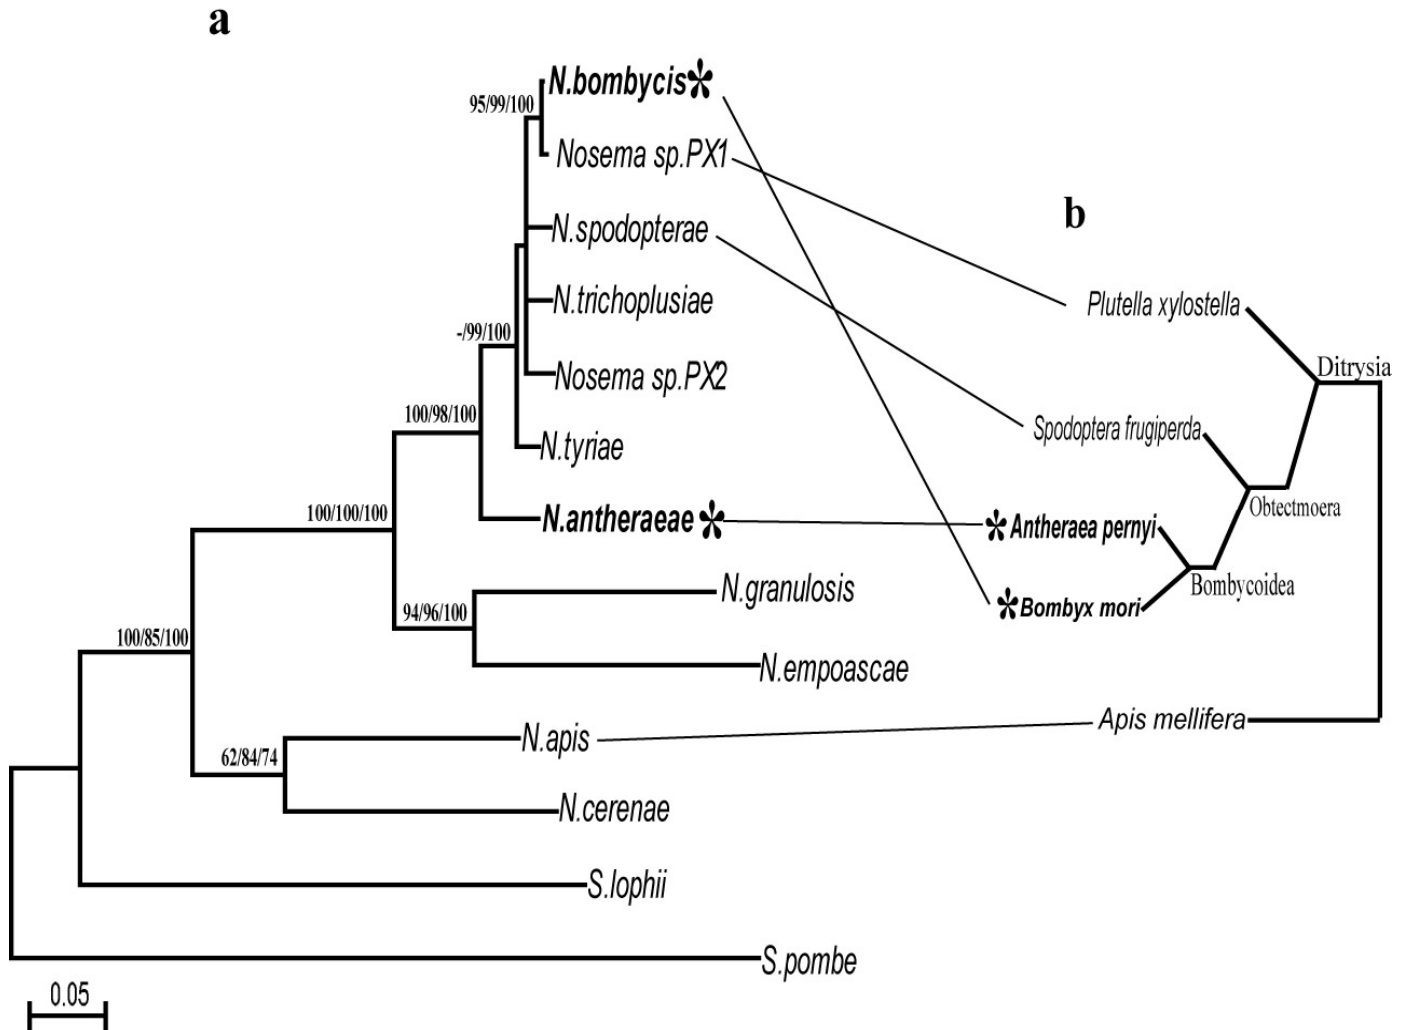 a
N.bombycis*
95/99/100
Nosema sp.PX1
b
N.spodopterae
Plutella xylostella
N.trichoplusiae
-/99/100
Ditrysia
Nosema sp.PX2
100/98/100
Spodoptera frugiperda
N.tyriae
Obtectmoera
100/100/100
N.antheraeae*
*Antheraea pernyi
Bombycoidea
N.granulosis
94/96/100
*Bombyx mori
100/85/100
N.empoascae
Apis mellifera
N.apis
62/84/74
N.cerenae
S.lophii
S.pombe
0.05